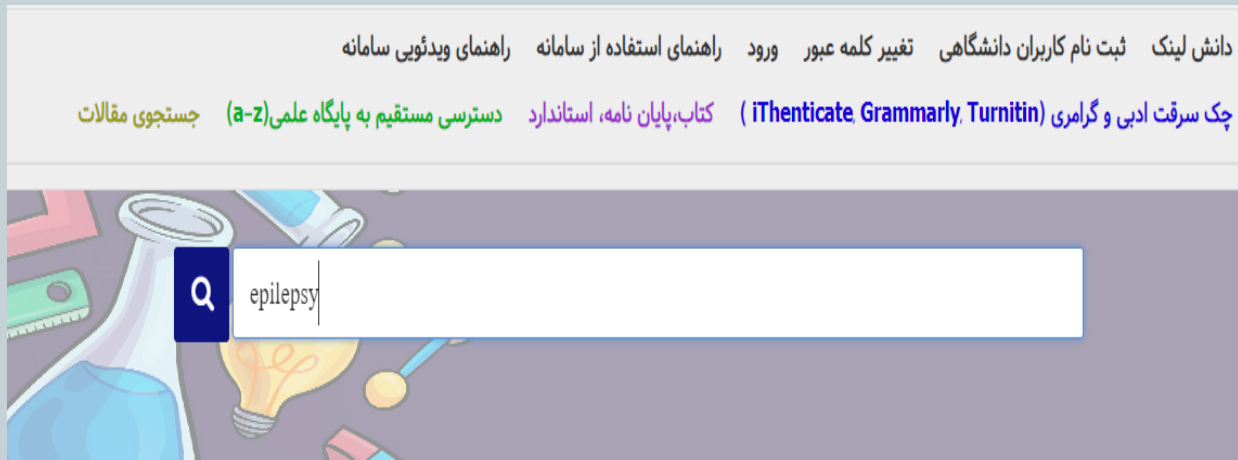 دانش لینک   ثبت نام کاربران دانشگاهی   تغییر کلمه عبور   ورود   راهنمای استفاده از سامانه   راهنمای ویدئویی سامانه
چک سرقت ادبی و گرامری (iThenticate, Grammarly, Turnitin )   کتاب،پایان نامه، استاندارد   دسترسی مستقیم به پایگاه علمی(a-z)   جستجوی مقالات
epilepsy